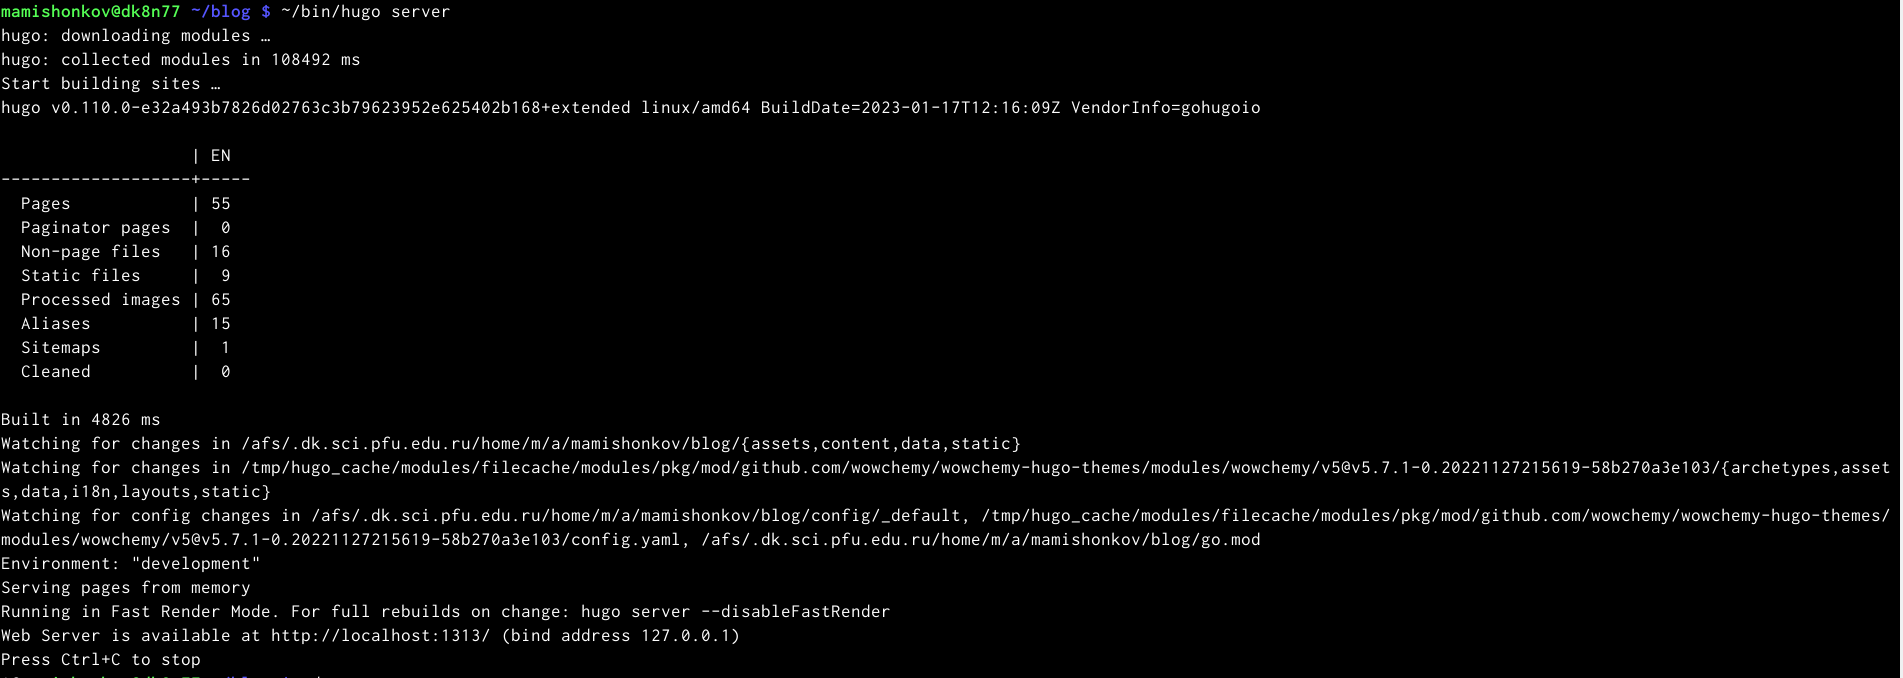 mamishonkov@dk8n77 ~/blog $ ~/bin/hugo server
hugo: downloading modules …
hugo: collected modules in 108492 ms
Start building sites …
hugo v0.110.0-e32a493b7826d02763c3b79623952e625402b168+extended linux/amd64 BuildDate=2023-01-17T12:16:09Z VendorInfo=gohugoio
                   | EN
-------------------+-----
  Pages            | 55
  Paginator pages  |  0
  Non-page files   | 16
  Static files     |  9
  Processed images | 65
  Aliases          | 15
  Sitemaps         |  1
  Cleaned          |  0
Built in 4826 ms
Watching for changes in /afs/.dk.sci.pfu.edu.ru/home/m/a/mamishonkov/blog/{assets,content,data,static}
Watching for changes in /tmp/hugo_cache/modules/filecache/modules/pkg/mod/github.com/wowchemy/wowchemy-hugo-themes/modules/wowchemy/v5@v5.7.1-0.20221127215619-58b270a3e103/{archetypes,asset
s,data,i18n,layouts,static}
Watching for config changes in /afs/.dk.sci.pfu.edu.ru/home/m/a/mamishonkov/blog/config/_default, /tmp/hugo_cache/modules/filecache/modules/pkg/mod/github.com/wowchemy/wowchemy-hugo-themes/
modules/wowchemy/v5@v5.7.1-0.20221127215619-58b270a3e103/config.yaml, /afs/.dk.sci.pfu.edu.ru/home/m/a/mamishonkov/blog/go.mod
Environment: "development"
Serving pages from memory
Running in Fast Render Mode. For full rebuilds on change: hugo server --disableFastRender
Web Server is available at http://localhost:1313/ (bind address 127.0.0.1)
Press Ctrl+C to stop